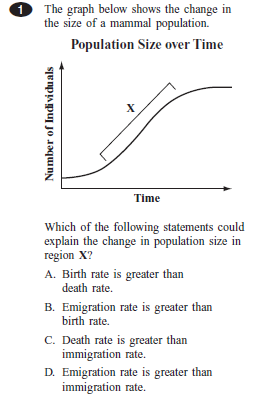 1 The graph below shows the change in
the size of a mammal population.
Population Size over Time
Number of Individuals
X
Time
Which of the following statements could
explain the change in population size in
region X?
A. Birth rate is greater than
death rate.
B. Emigration rate is greater than
birth rate.
C. Death rate is greater than
immigration rate.
D. Emigration rate is greater than
immigration rate.